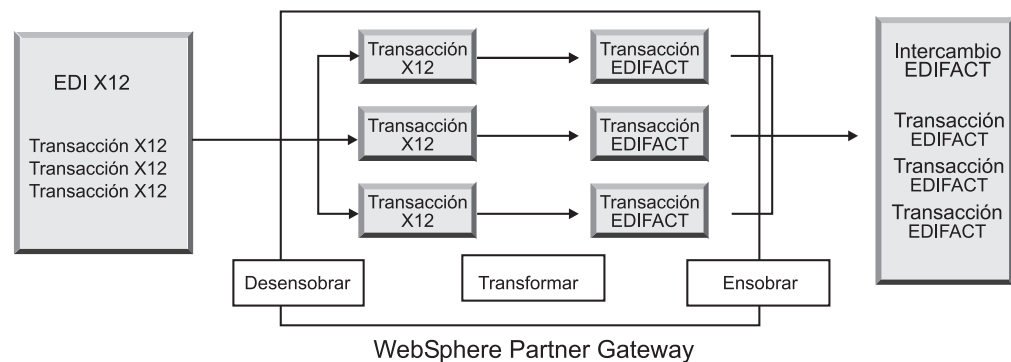 EDI X12
Transacción X12
Transacción X12
Transacción X12
Transacción
X12
Transacción
EDIFACT
Transacción
X12
Transacción
EDIFACT
Transacción
X12
Transacción
EDIFACT
Desensobrar
Transformar
Ensobrar
Intercambio
EDIFACT
Transacción
EDIFACT
Transacción
EDIFACT
Transacción
EDIFACT
WebSphere Partner Gateway